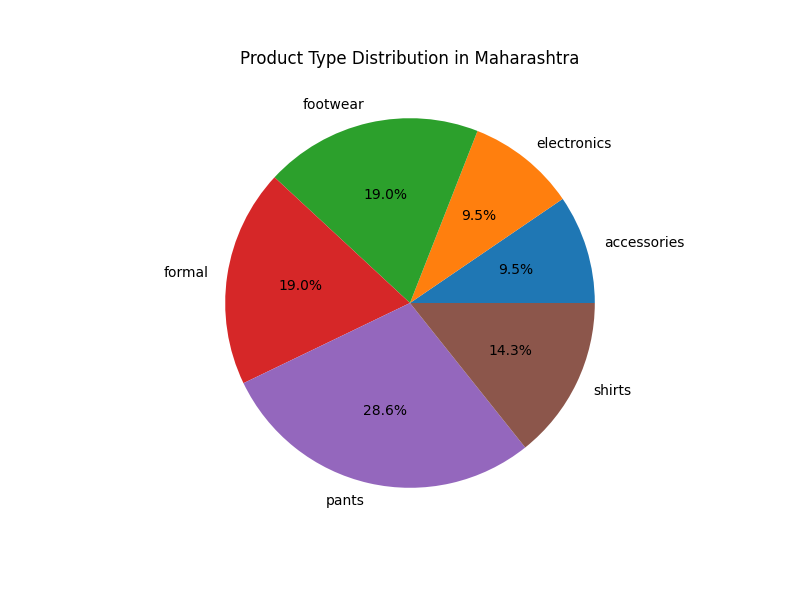 Product Type Distribution in Maharashtra
footwear
electronics
19.0%
9.5%
accessories
9.5%
formal
19.0%
14.3%
shirts
28.6%
pants